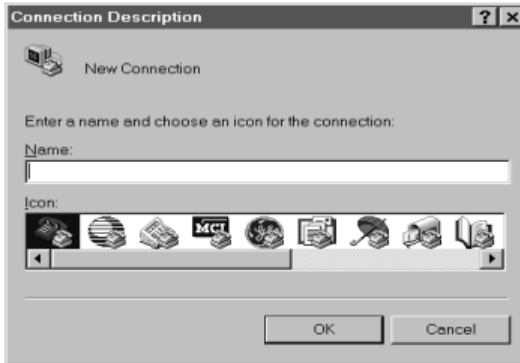 Connection Description
New Connection
Enter a name and choose an icon for the connection:
Name:
Icon:
MCI
OK
Cancel